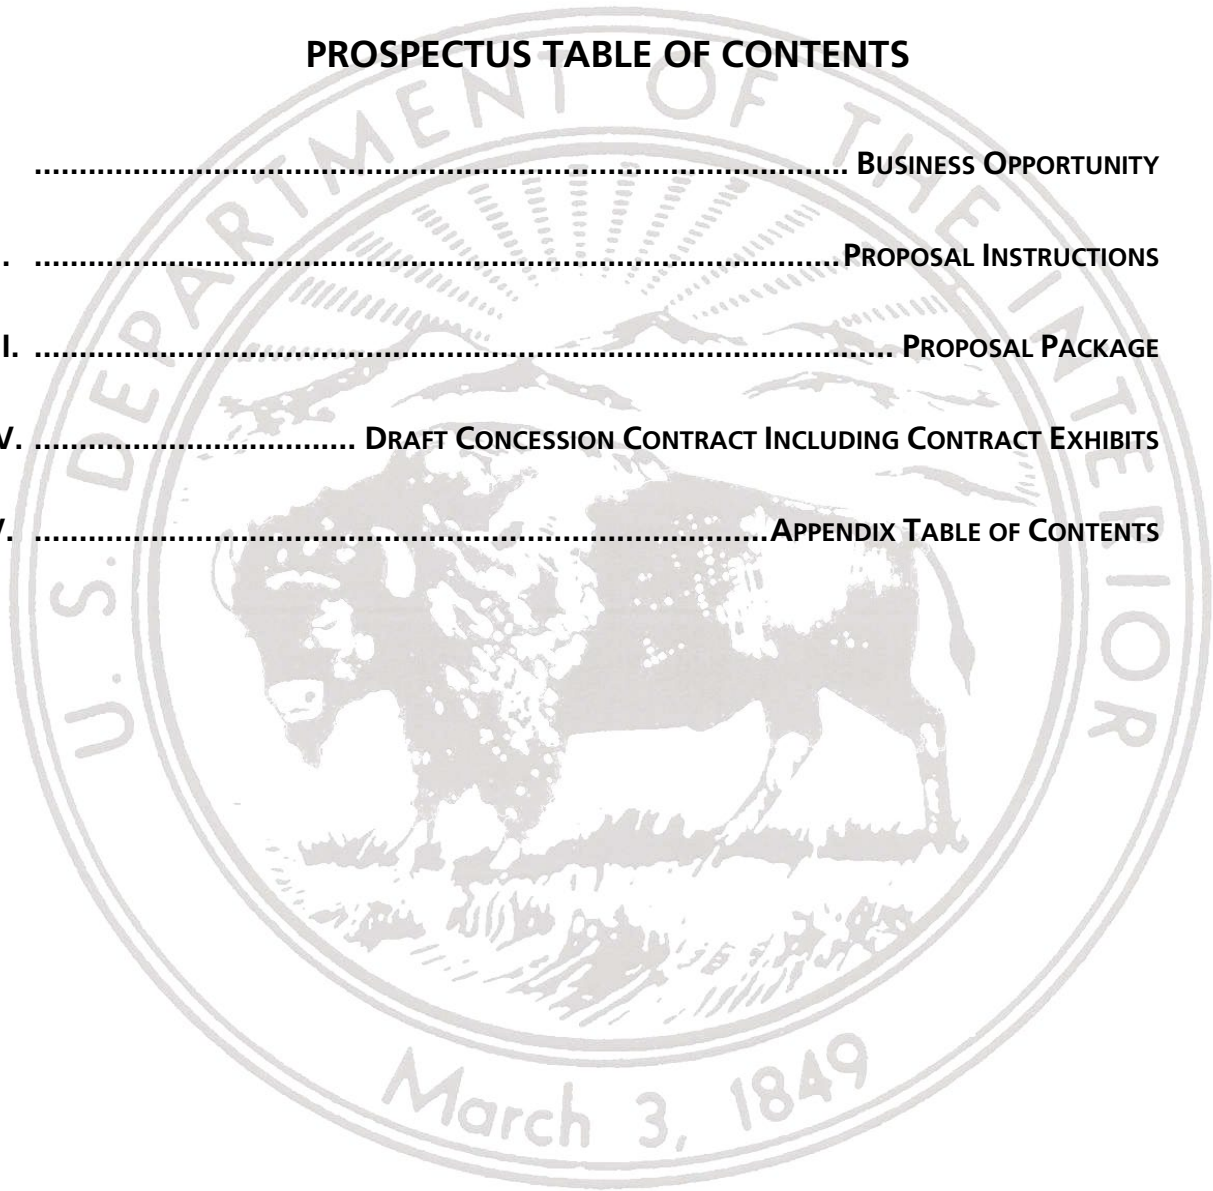 PROSPECTUS TABLE OF CONTENTS
.......................................................................................... BUSINESS OPPORTUNITY
. .........................................................................................PROPOSAL INSTRUCTIONS
I. ............................................................................................... PROPOSAL PACKAGE
V. ................................... DRAFT CONCESSION CONTRACT INCLUDING CONTRACT EXHIBITS
V. .................................................................................APPENDIX TABLE OF CONTENTS
U.S. DEPARTMENT OF THE INTERIOR
March 3, 1849